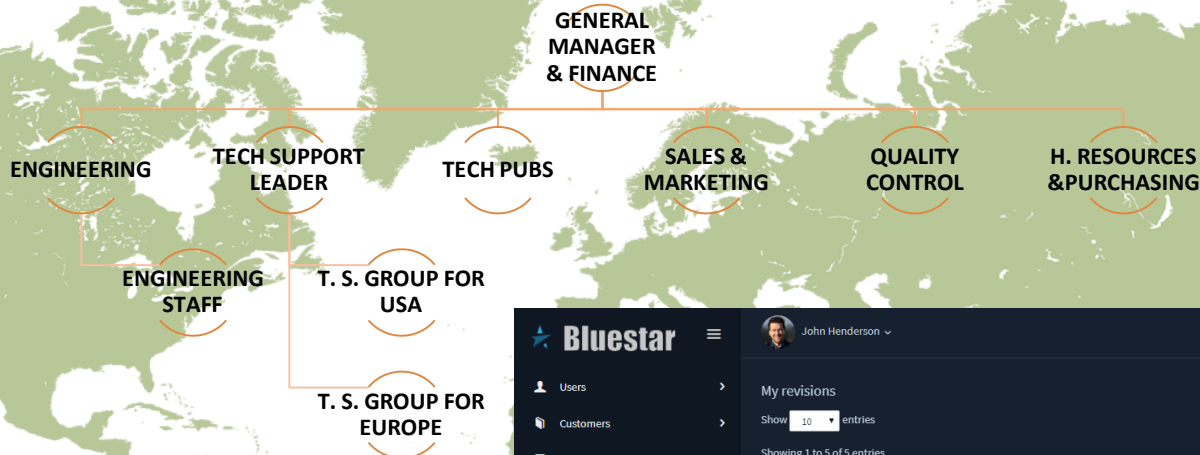 GENERAL
MANAGER
& FINANCE
ENGINEERING
TECH SUPPORT
LEADER
TECH PUBS
SALES &
MARKETING
QUALITY
CONTROL
H. RESOURCES
&PURCHASING
ENGINEERING
STAFF
T. S. GROUP FOR
USA
T. S. GROUP FOR
EUROPE
Bluestar
John Henderson
Users
Customers
My revisions
Show 10 entries
Showing 1 to 5 of 5 entries